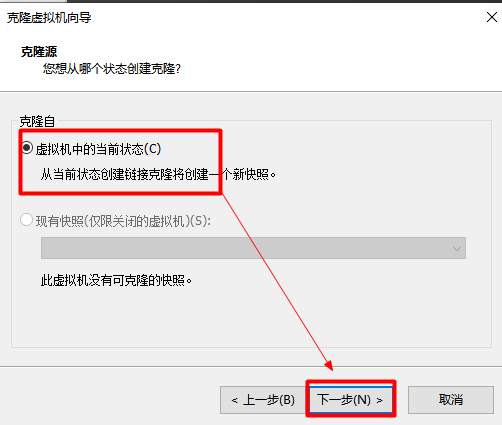 克隆虚拟机向导
克隆源
您想从哪个状态创建克隆?
克隆自
虚拟机中的当前状态(C)
从当前状态创建链接克隆将创建一个新快照。
现有快照(仅限关闭的虚拟机)(S):
此虚拟机没有可克隆的快照。
< 上一步(B) 下一步(N) > 取消